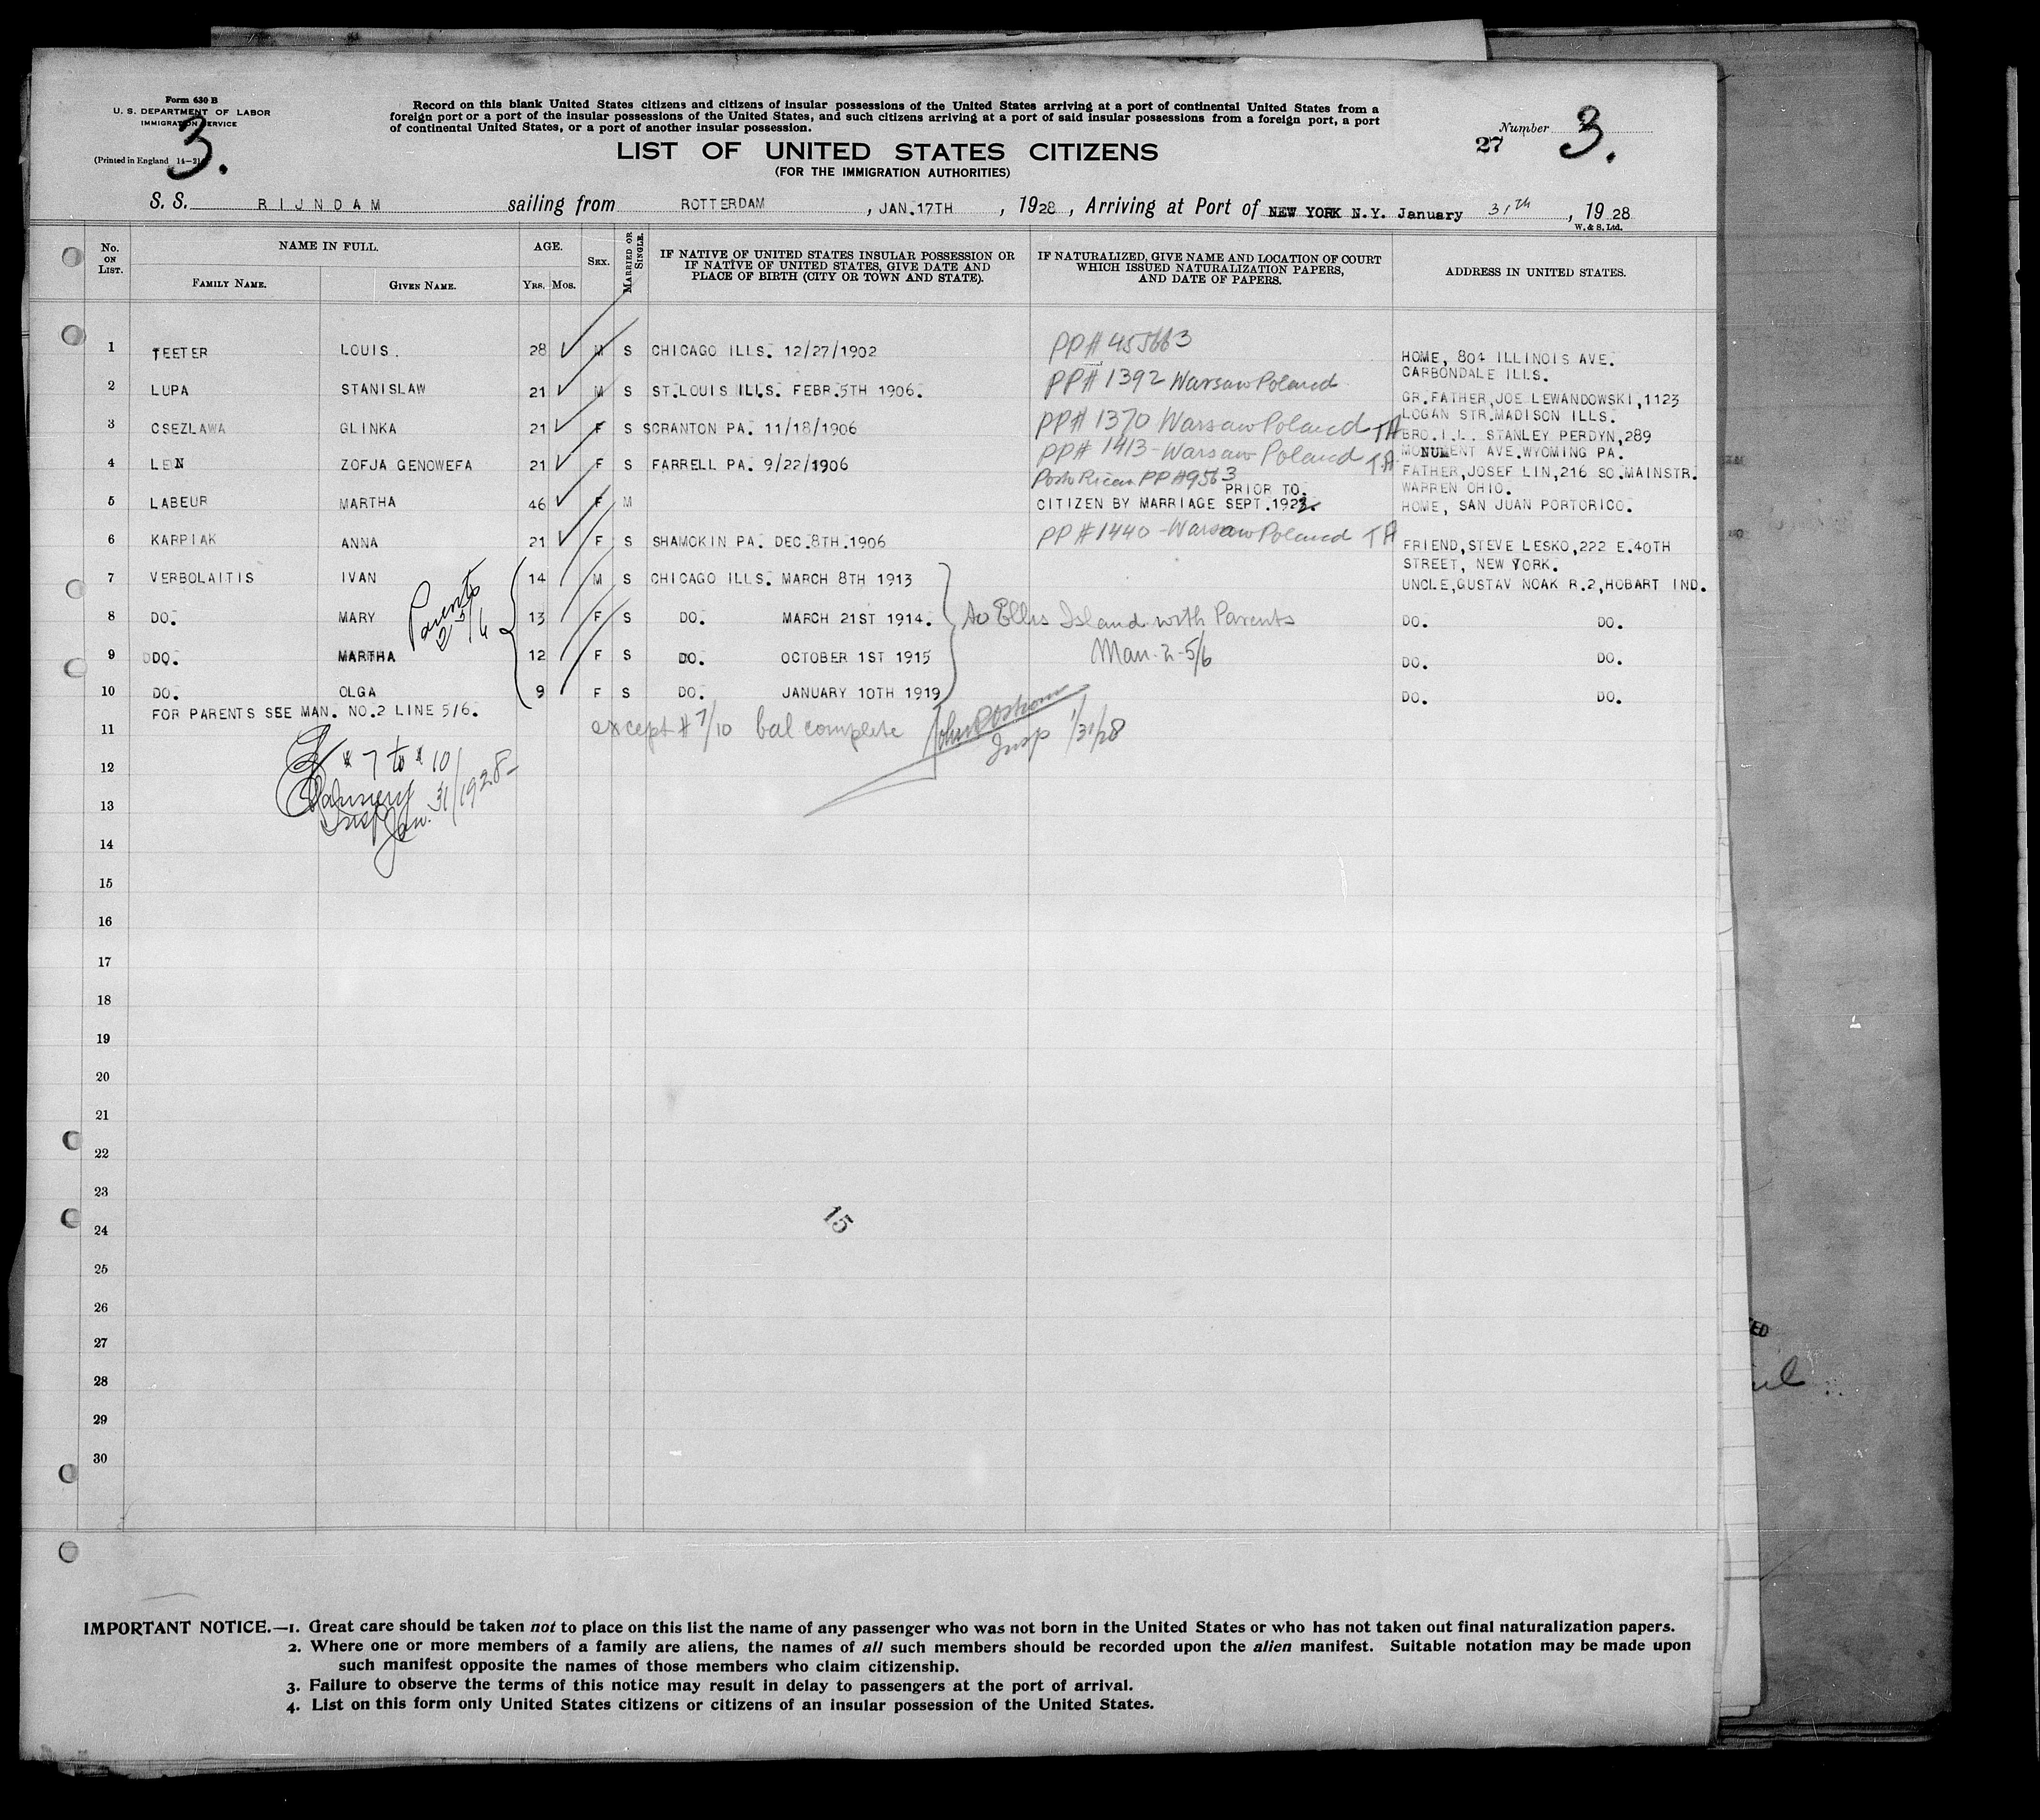 Form 630 B
U. S. DEPARTMENT OF LABOR
IMMIGRATION SERVICE
(Printed in England 14-21)
3.
Record on this blank United States citizens and citizens of insular possessions of the United States arriving at a port of continental United States from a
foreign port or a port of the insular possessions of the United States, and such citizens arriving at a port of said insular possessions from a foreign port, a port
of continental United States, or a port of another insular possession.
Number 3.
27
LIST OF UNITED STATES CITIZENS
(FOR THE IMMIGRATION AUTHORITIES)
S. S. RIJNDAM sailing from ROTTERDAM , JAN.17TH , 1928 , Arriving at Port of NEW YORK N.Y. January 31th , 1928
W. & S. Ltd.
No. ON LIST. NAME IN FULL. AGE. SEX. MARRIED OR SINGLE. IF NATIVE OF UNITED STATES INSULAR POSSESSION OR IF NATIVE OF UNITED STATES, GIVE DATE AND PLACE OF BIRTH (CITY OR TOWN AND STATE). IF NATURALIZED, GIVE NAME AND LOCATION OF COURT WHICH ISSUED NATURALIZATION PAPERS, AND DATE OF PAPERS. ADDRESS IN UNITED STATES.
FAMILY NAME. GIVEN NAME. YRS. MOS.
PP# 455663
1 TEETER LOUIS. 28 M S CHICAGO ILLS. 12/27/1902 HOME, 804 ILLINOIS AVE.
CARBONDALE ILLS.
2 LUPA STANISLAW 21 M S ST.LOUIS ILLS. FEBR.5TH 1906. PP# 1392 Warsaw Poland GR.FATHER,JOE LEWANDOWSKI,1123
LOGAN STR.MADISON ILLS.
3 CSEZLAWA GLINKA 21 F S SCRANTON PA. 11/18/1906 PP# 1370 Warsaw Poland TA BRO.I.L. STANLEY PERDYN,289
MONUMENT AVE.WYOMING PA.
4 LEN ZOFJA GENOWEFA 21 F S FARRELL PA. 9/22/1906 PP# 1413 - Warsaw Poland TA FATHER,JOSEF LIN,216 SO.MAINSTR.
WARREN OHIO.
Porto Rican PP #9563
PRIOR TO
5 LABEUR MARTHA 46 F M CITIZEN BY MARRIAGE SEPT.1922. HOME, SAN JUAN PORTORICO.
6 KARPIAK ANNA 21 F S SHAMOKIN PA. DEC.8TH.1906 PP #1440 - Warsaw Poland TA FRIEND,STEVE LESKO,222 E.40TH
STREET, NEW YORK.
7 VERBOLAITIS IVAN 14 M S CHICAGO ILLS. MARCH 8TH 1913 UNCLE,GUSTAV NOAK R.2,HOBART IND.
Parents
2 5/6
8 DO. MARY 13 F S DO. MARCH 21ST 1914. to Ellis Island with Parents DO. DO.
9 DO. MARTHA 12 F S DO. OCTOBER 1ST 1915 Man. 2 - 5/6 DO. DO.
10 DO. OLGA 9 F S DO. JANUARY 10TH 1919 DO. DO.
FOR PARENTS SEE MAN. NO.2 LINE 5/6.
11 except # 7/10 bal complete
Insp 1/31/28
12 # 7 to # 10
13 Insp Jan. 31/1928-
14
15
16
17
18
19
20
21
22
23
15
24
25
26
27
28
29
30
IMPORTANT NOTICE.—1. Great care should be taken not to place on this list the name of any passenger who was not born in the United States or who has not taken out final naturalization papers.
2. Where one or more members of a family are aliens, the names of all such members should be recorded upon the alien manifest. Suitable notation may be made upon
such manifest opposite the names of those members who claim citizenship.
3. Failure to observe the terms of this notice may result in delay to passengers at the port of arrival.
4. List on this form only United States citizens or citizens of an insular possession of the United States.